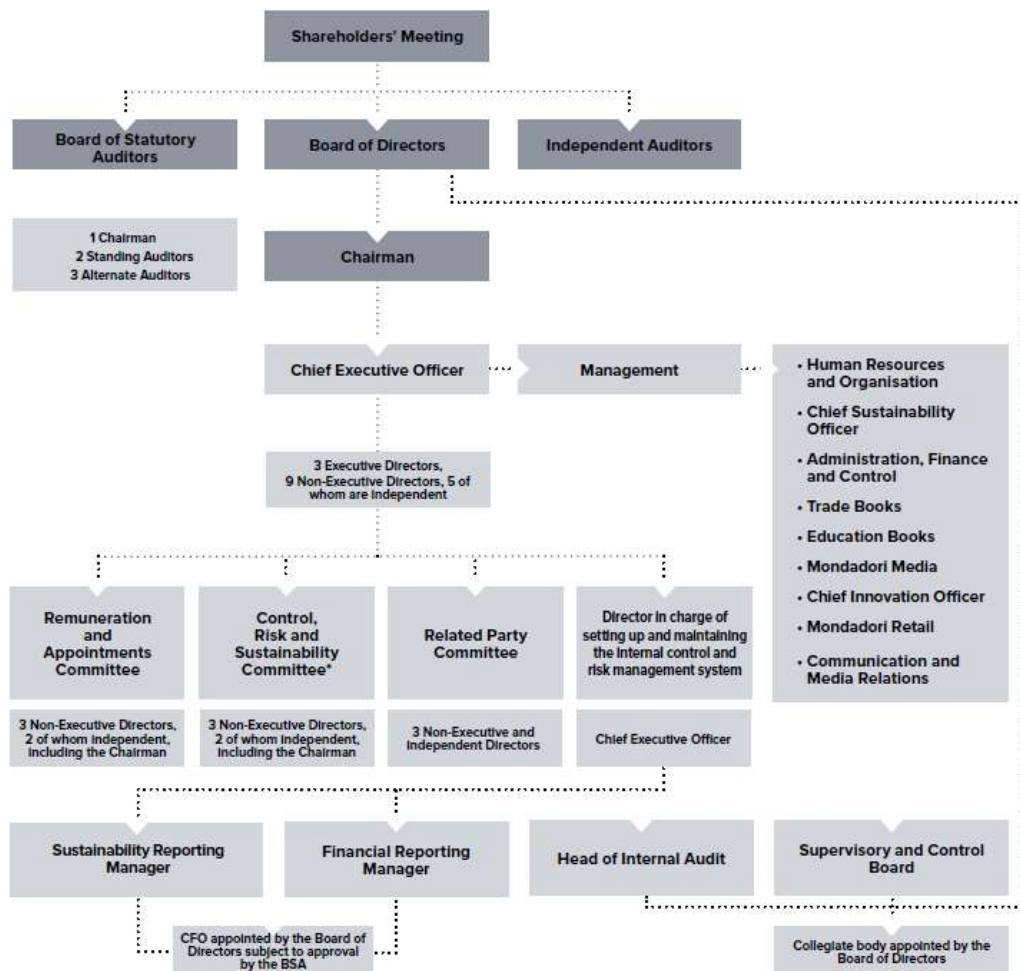 Shareholders' Meeting
Board of Statutory
Auditors
Board of Directors
Independent Auditors
1 Chairman
2 Standing Auditors
3 Alternate Auditors
Chairman
Chief Executive Officer
Management
• Human Resources
and Organisation
• Chief Sustainability
Officer
• Administration, Finance
and Control
• Trade Books
• Education Books
• Mondadori Media
• Chief Innovation Officer
• Mondadori Retail
• Communication and
Media Relations
3 Executive Directors,
9 Non-Executive Directors, 5 of
whom are independent
Remuneration
and
Appointments
Committee
Control,
Risk and
Sustainability
Committee*
Related Party
Committee
Director in charge of
setting up and maintaining
the internal control and
risk management system
3 Non-Executive Directors,
2 of whom independent,
including the Chairman
3 Non-Executive Directors,
2 of whom independent,
including the Chairman
3 Non-Executive and
independent Directors
Chief Executive Officer
Sustainability Reporting
Manager
Financial Reporting
Manager
Head of Internal Audit
Supervisory and Control
Board
CFO appointed by the Board of
Directors subject to approval
by the BSA
Collegiate body appointed by the
Board of Directors